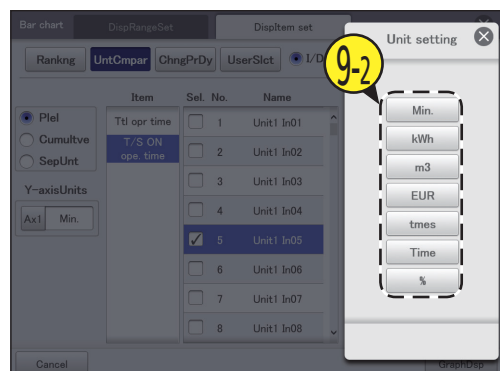 Bar chart DispRangeSet DispItem set
Rankng UntCmpar ChngPrDy UserSlct I/D
Item Sel. No. Name
Plel
Cumultve
SepUnt
Y-axisUnits
Ax1 Min.
Ttl opr time
T/S ON
ope. time
1 Unit1 In01
2 Unit1 In02
3 Unit1 In03
4 Unit1 In04
5 Unit1 In05
6 Unit1 In06
7 Unit1 In07
8 Unit1 In08
Cancel GraphDsp
Unit setting
9-2
Min.
kWh
m3
EUR
tmes
Time
%